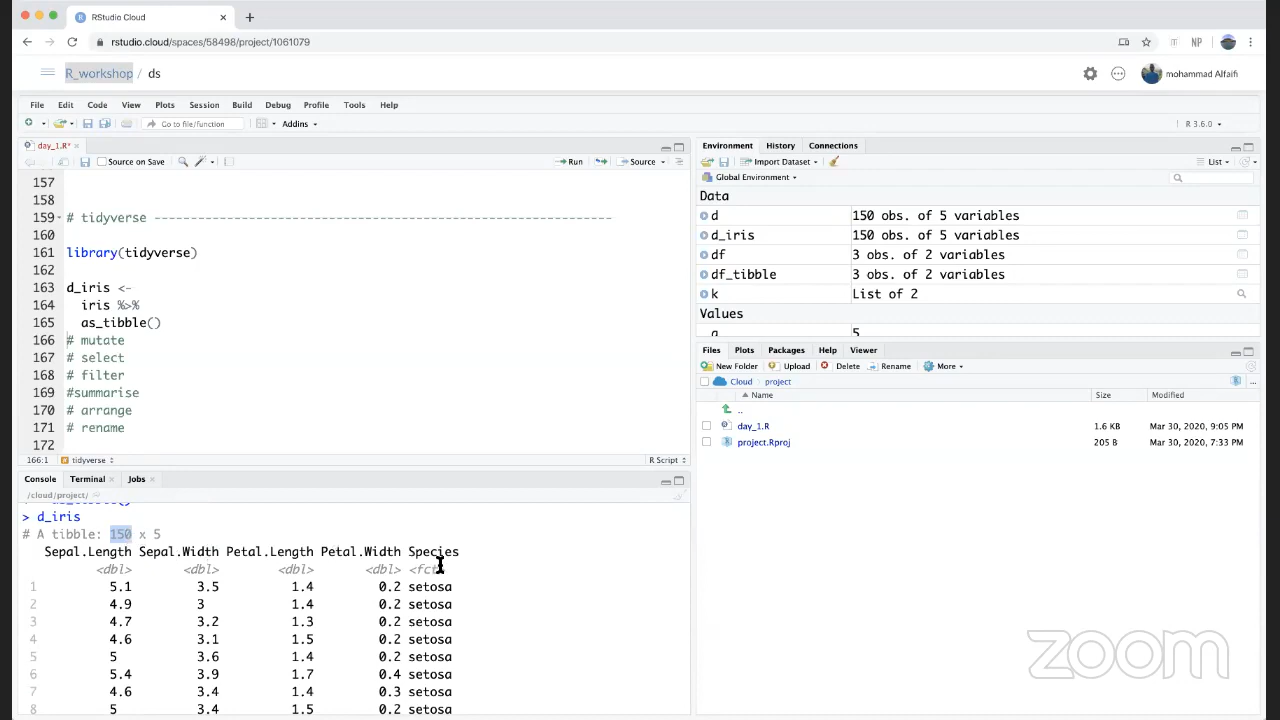 RStudio Cloud
rstudio.cloud/spaces/58498/project/1061079
NP
R_workshop / ds
mohammad Alfaifi
File Edit Code View Plots Session Build Debug Profile Tools Help
Go to file/function
Addins
R 3.6.0
day_1.R*
Source on Save
Run
Source
157
158
159 # tidyverse ---------------------------------------------------------------
160
161 library(tidyverse)
162
163 d_iris <-
164 iris %>%
165 as_tibble()
166 # mutate
167 # select
168 # filter
169 #summarise
170 # arrange
171 # rename
172
166:1 tidyverse R Script
Console Terminal Jobs
/cloud/project/
> d_iris
# A tibble: 150 x 5
Sepal.Length Sepal.Width Petal.Length Petal.Width Species
<dbl> <dbl> <dbl> <dbl>
1 5.1 3.5 1.4 0.2 setosa
2 4.9 3 1.4 0.2 setosa
3 4.7 3.2 1.3 0.2 setosa
4 4.6 3.1 1.5 0.2 setosa
5 5 3.6 1.4 0.2 setosa
6 5.4 3.9 1.7 0.4 setosa
7 4.6 3.4 1.4 0.3 setosa
8 5 3.4 1.5 0.2 setosa
Environment History Connections
Import Dataset
List
Global Environment
Data
d 150 obs. of 5 variables
d_iris 150 obs. of 5 variables
df 3 obs. of 2 variables
df_tibble 3 obs. of 2 variables
k List of 2
Values
a 5
Files Plots Packages Help Viewer
New Folder Upload Delete Rename More
Cloud project
Name Size Modified
..
day_1.R 1.6 KB Mar 30, 2020, 9:05 PM
project.Rproj 205 B Mar 30, 2020, 7:33 PM
zoom